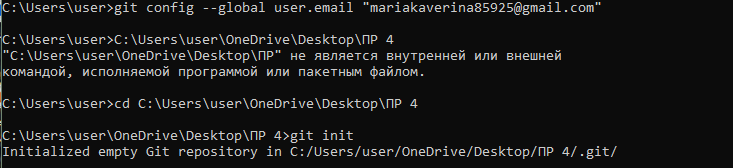 C:\Users\user>git config --global user.email "mariakaverina85925@gmail.com"
C:\Users\user>C:\Users\user\OneDrive\Desktop\ПР 4
"C:\Users\user\OneDrive\Desktop\ПР" не является внутренней или внешней
командой, исполняемой программой или пакетным файлом.
C:\Users\user>cd C:\Users\user\OneDrive\Desktop\ПР 4
C:\Users\user\OneDrive\Desktop\ПР 4>git init
Initialized empty Git repository in C:/Users/user/OneDrive/Desktop/ПР 4/.git/